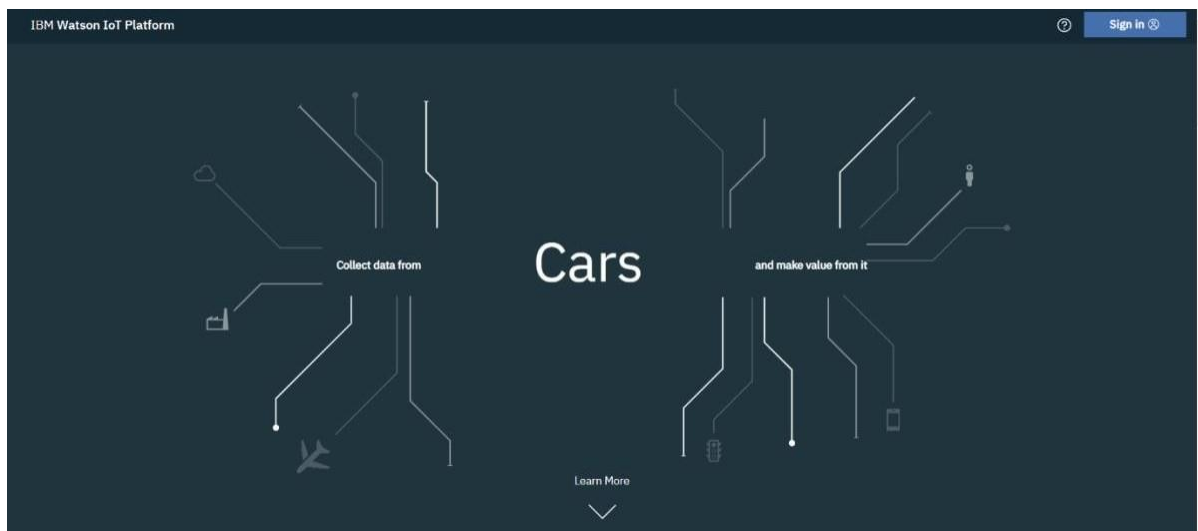 IBM Watson IoT Platform
Sign in
Collect data from
Cars
and make value from it
Learn More